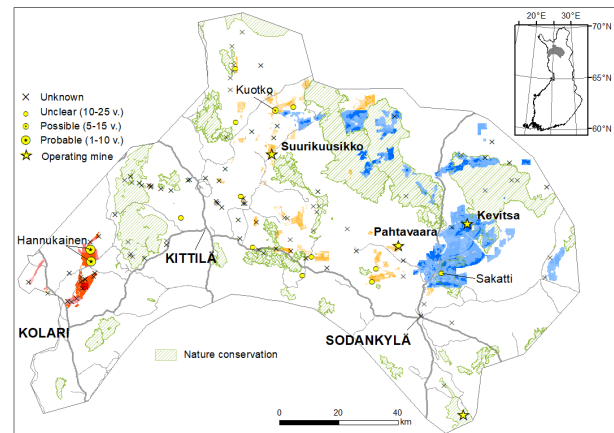 20°E 30°E
70°N
65°N
60°N
Unknown
Unclear (10-25 v.)
Possible (5-15 v.)
Probable (1-10 v.)
Operating mine
Kuotko
Suurikuusikko
Kevitsa
Pahtavaara
Hannukainen
KITTILÄ
Sakatti
KOLARI
SODANKYLÄ
Nature conservation
0 20 40
km